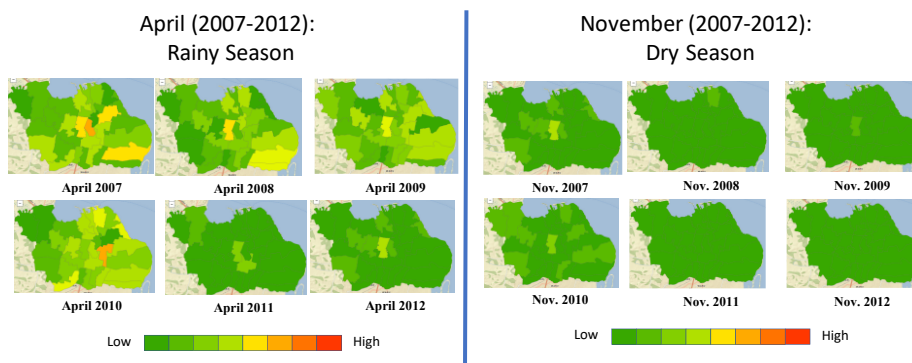 April (2007-2012):
Rainy Season
April 2007
April 2008
April 2009
April 2010
April 2011
April 2012
Low
High
November (2007-2012):
Dry Season
Nov. 2007
Nov. 2008
Nov. 2009
Nov. 2010
Nov. 2011
Nov. 2012
Low
High